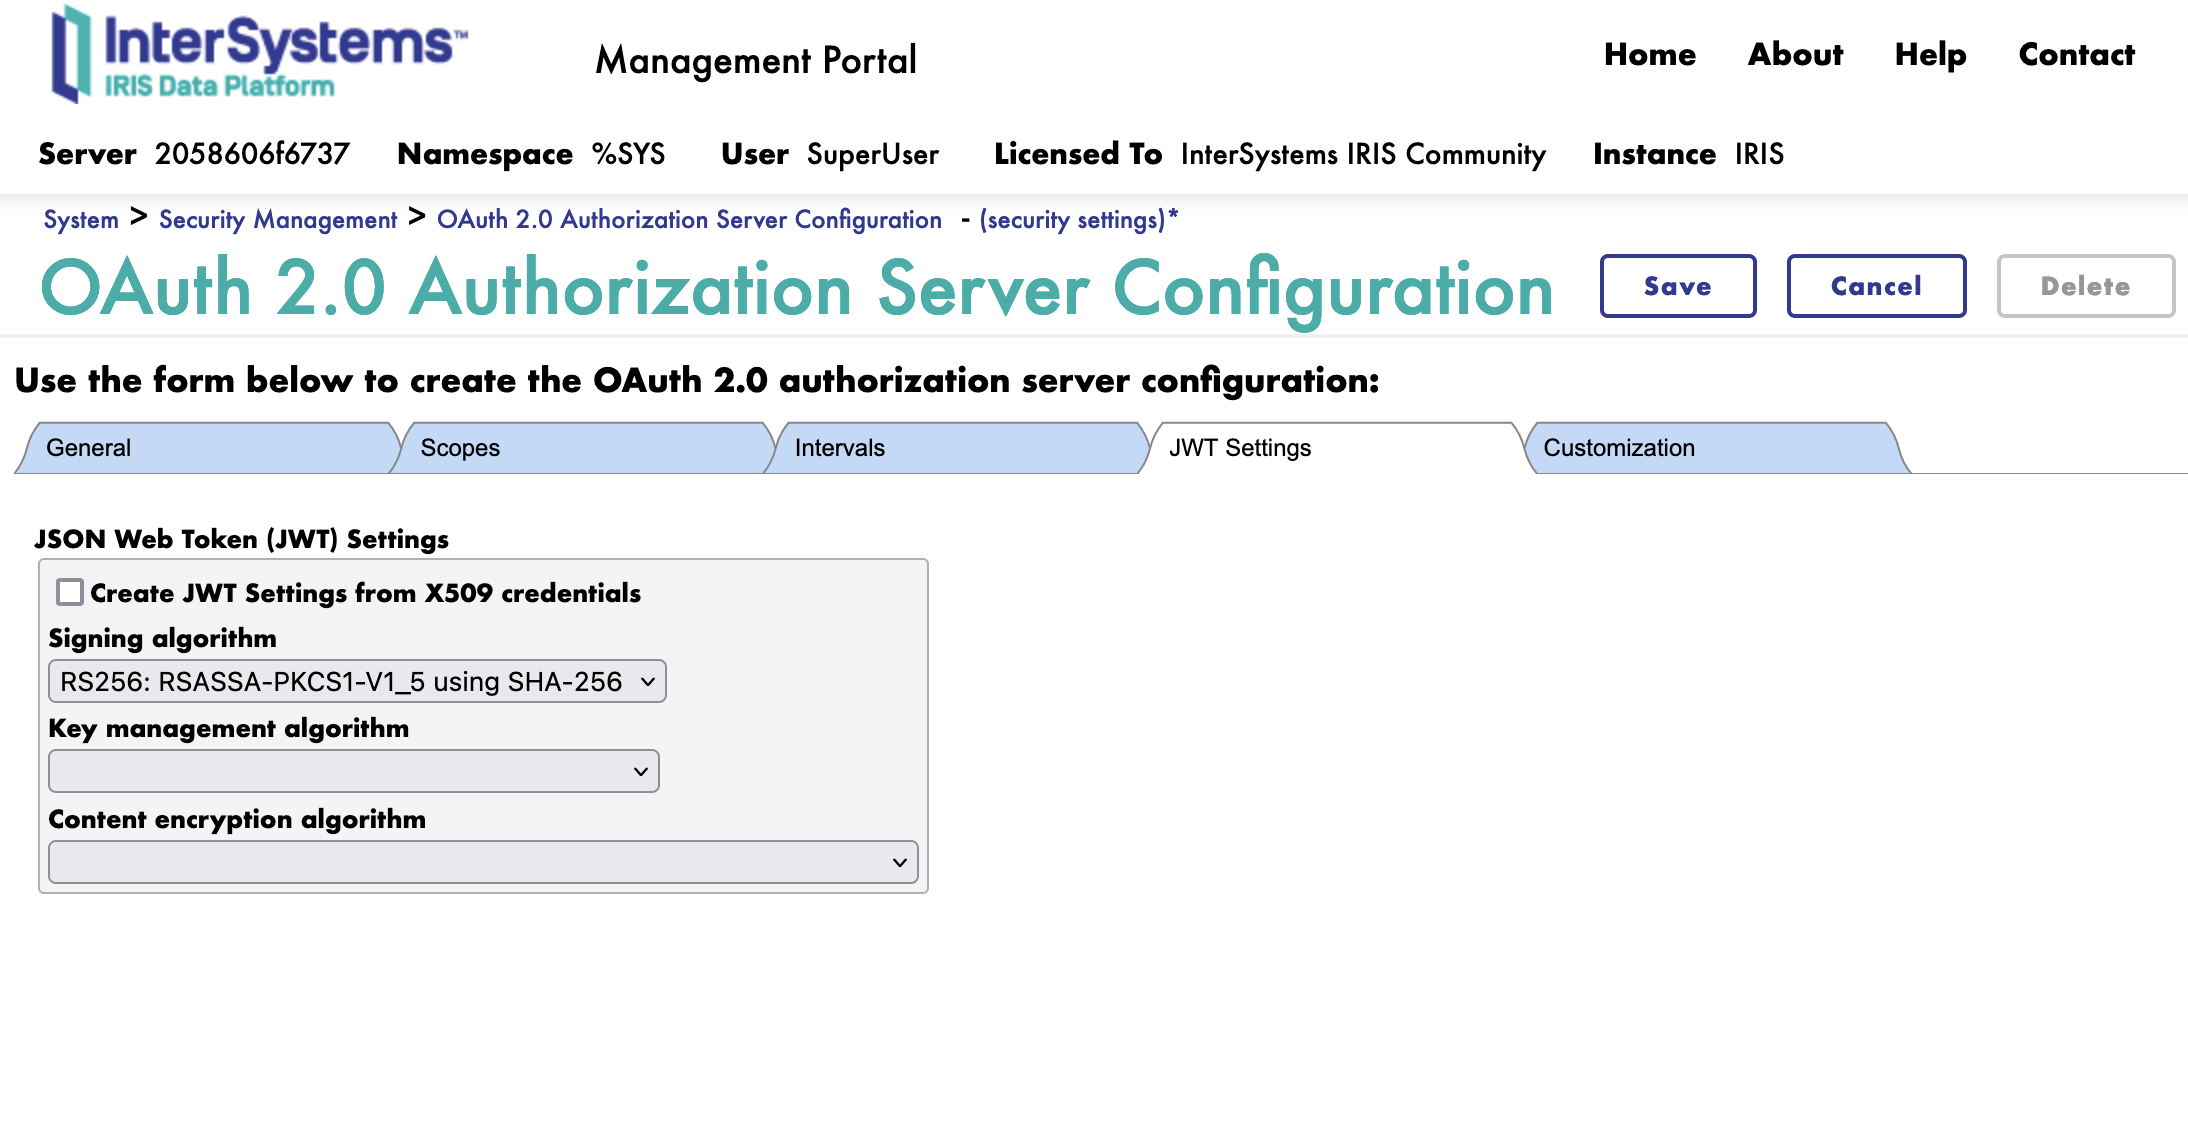 InterSystems™
IRIS Data Platform
Management Portal
Home About Help Contact
Server 2058606f6737 Namespace %SYS User SuperUser Licensed To InterSystems IRIS Community Instance IRIS
System > Security Management > OAuth 2.0 Authorization Server Configuration - (security settings)*
OAuth 2.0 Authorization Server Configuration
Save Cancel Delete
Use the form below to create the OAuth 2.0 authorization server configuration:
General Scopes Intervals JWT Settings Customization
JSON Web Token (JWT) Settings
Create JWT Settings from X509 credentials
Signing algorithm
RS256: RSASSA-PKCS1-V1_5 using SHA-256
Key management algorithm
Content encryption algorithm